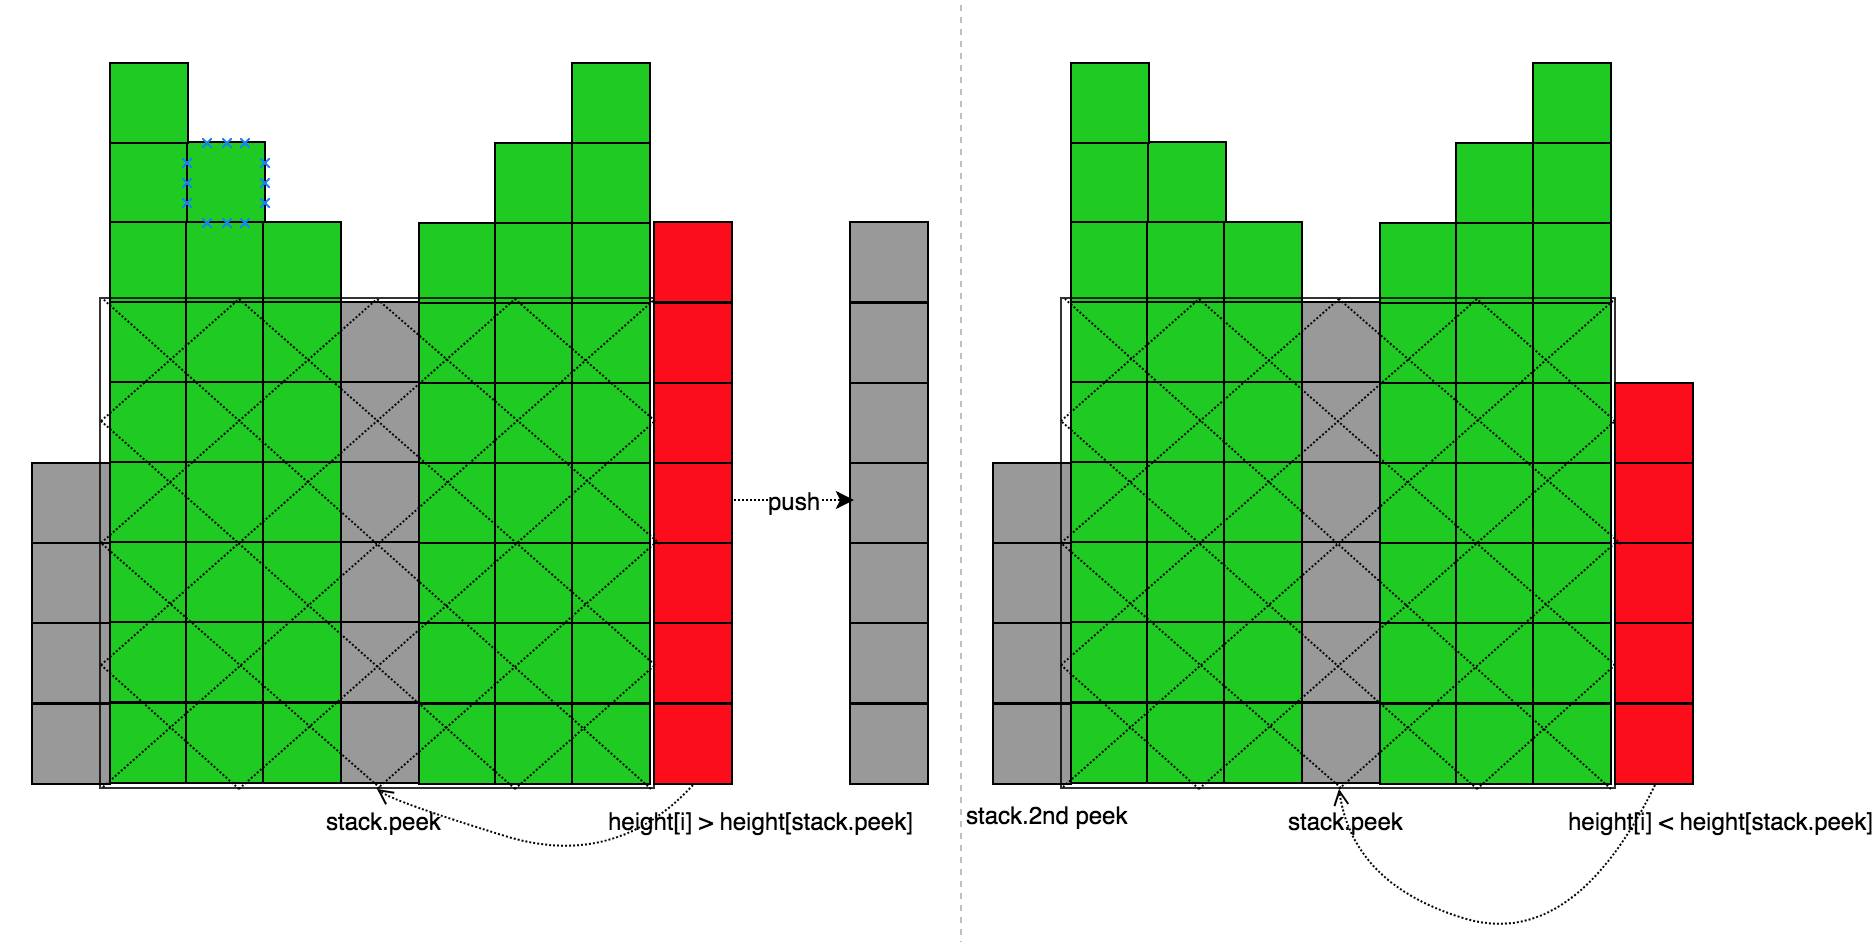 push
stack.peek
height[i] > height[stack.peek]
stack.2nd peek
stack.peek
height[i] < height[stack.peek]